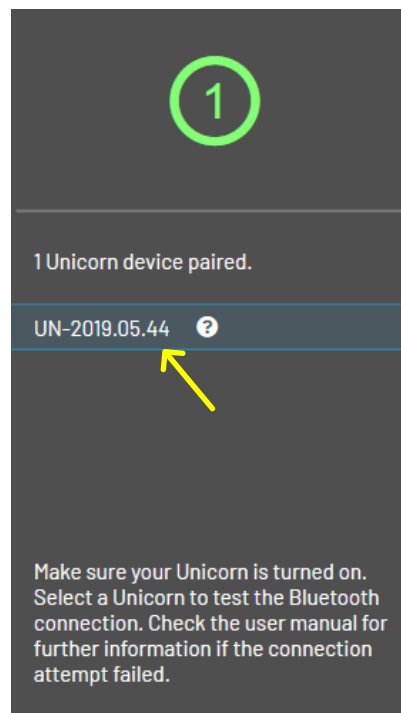 1
1 Unicorn device paired.
UN-2019.05.44 ?
Make sure your Unicorn is turned on.
Select a Unicorn to test the Bluetooth
connection. Check the user manual for
further information if the connection
attempt failed.